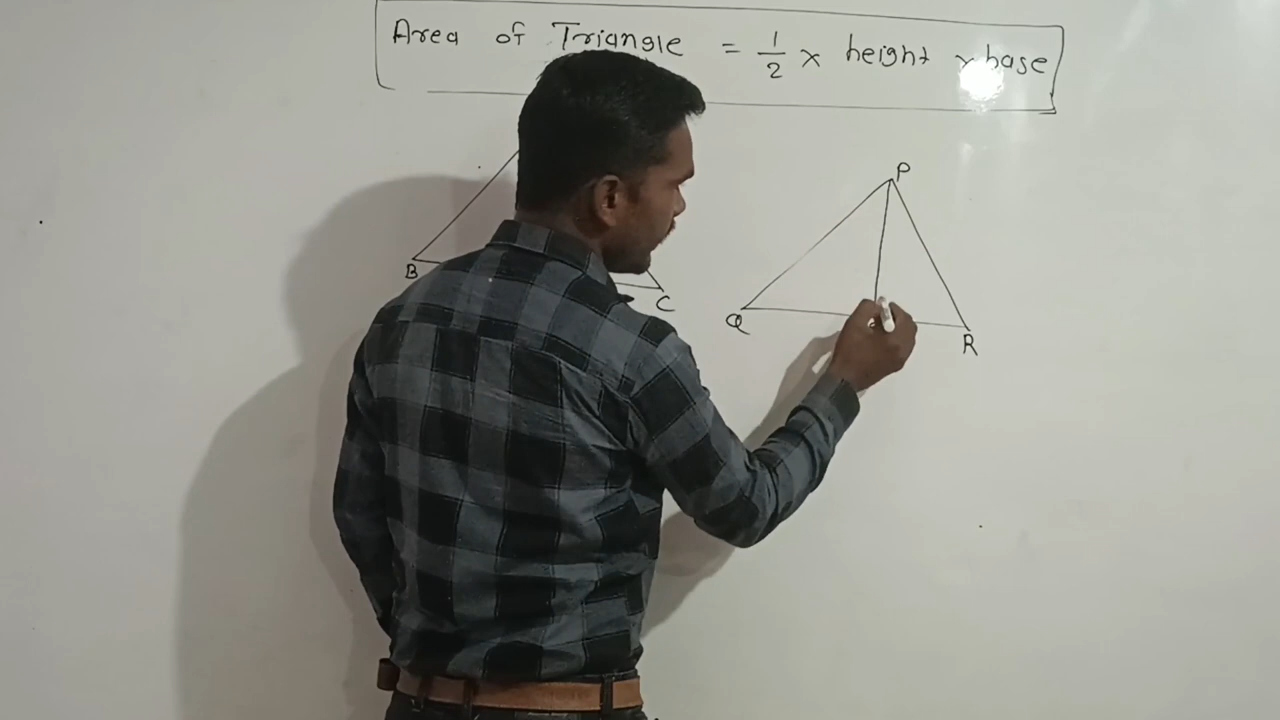 Area of Triangle = 1/2 x height x base
P
B
C
Q
R